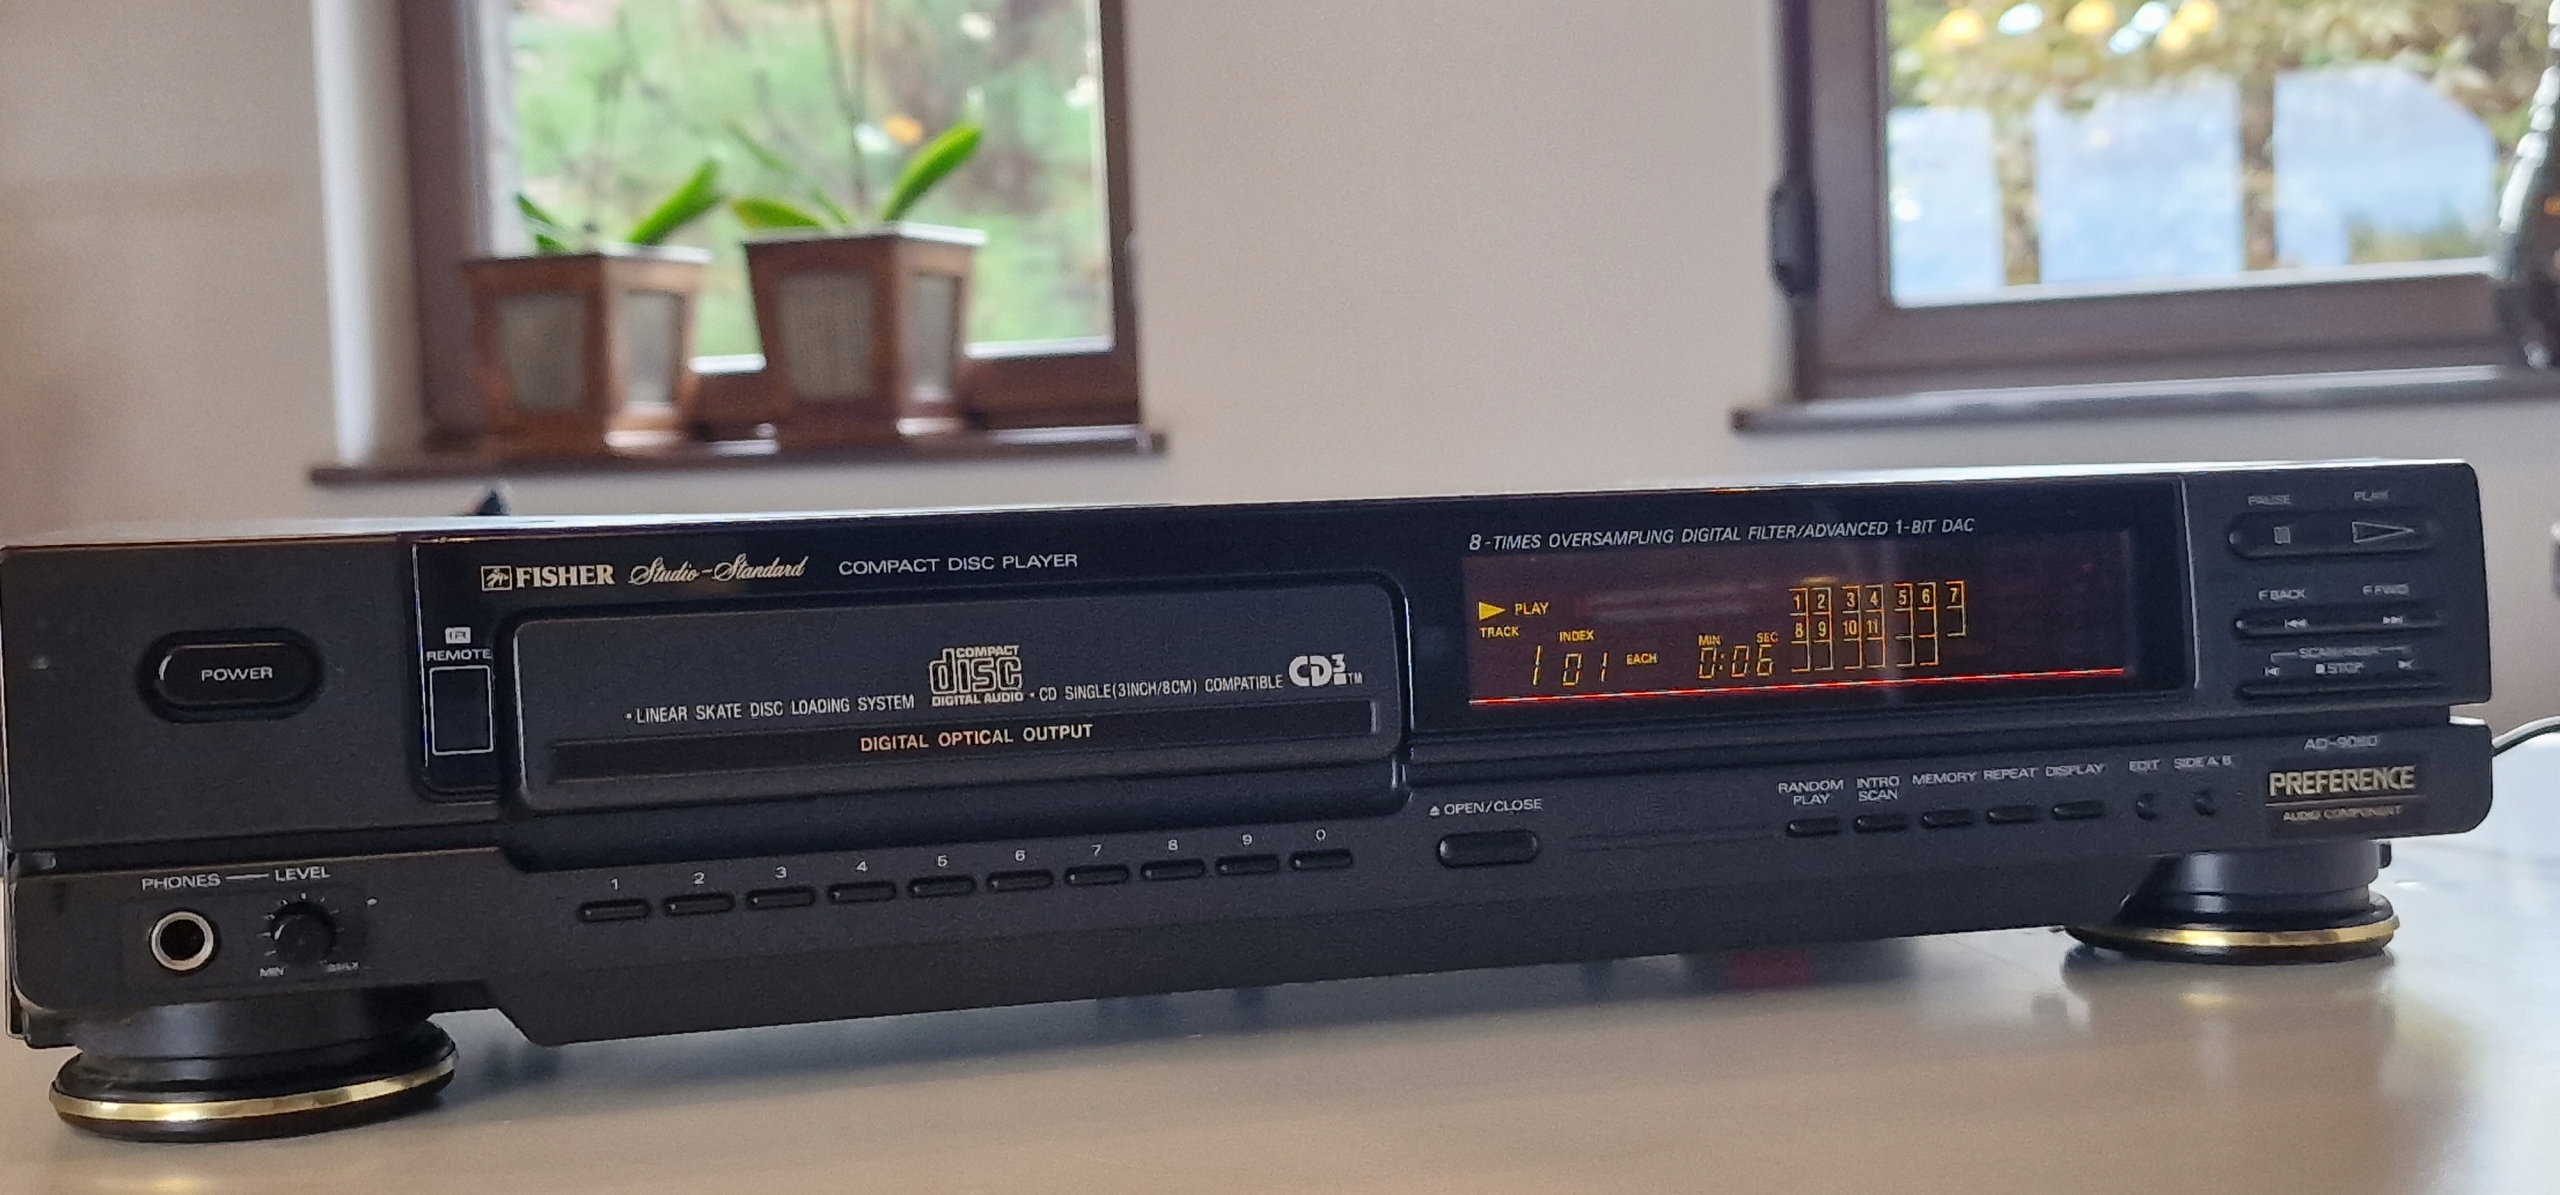 FISHER Studio-Standard COMPACT DISC PLAYER
8-TIMES OVERSAMPLING DIGITAL FILTER/ADVANCED 1-BIT DAC
PAUSE PLAY
POWER
REMOTE
COMPACT
disc
DIGITAL AUDIO
• LINEAR SKATE DISC LOADING SYSTEM
• CD SINGLE(3INCH/8CM) COMPATIBLE CD3 TM
DIGITAL OPTICAL OUTPUT
PLAY
TRACK INDEX MIN SEC
1 01 EACH 0:06
1 2 3 4 5 6 7
8 9 10 11
F.BACK F.FWD
STOP
PREFERENCE
AUDIO COMPONENT
OPEN/CLOSE
RANDOM PLAY
INTRO SCAN
MEMORY
REPEAT
DISPLAY
EDIT
SIDE A, B
1 2 3 4 5 6 7 8 9 0
PHONES LEVEL
MIN MAX